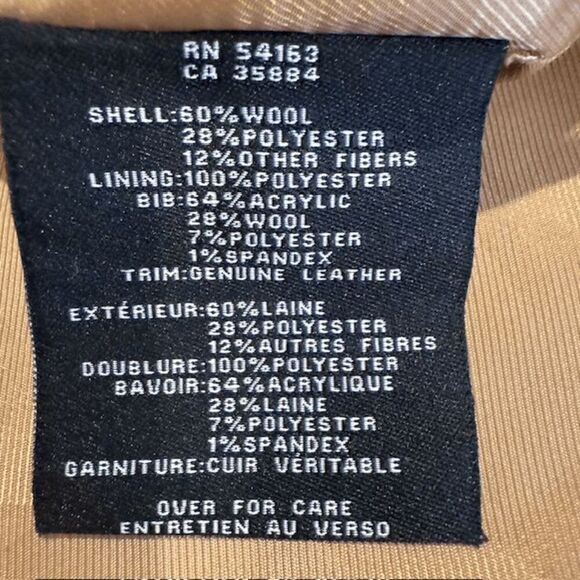 RN 54163
CA 35884
SHELL:60%WOOL
28%POLYESTER
12%OTHER FIBERS
LINING:100%POLYESTER
BIB:64%ACRYLIC
28%WOOL
7%POLYESTER
1%SPANDEX
TRIM:GENUINE LEATHER
EXTÉRIEUR:60%LAINE
28%POLYESTER
12%AUTRES FIBRES
DOUBLURE:100%POLYESTER
BAVOIR:64%ACRYLIQUE
28%LAINE
7%POLYESTER
1%SPANDEX
GARNITURE:CUIR VÉRITABLE
OVER FOR CARE
ENTRETIEN AU VERSO